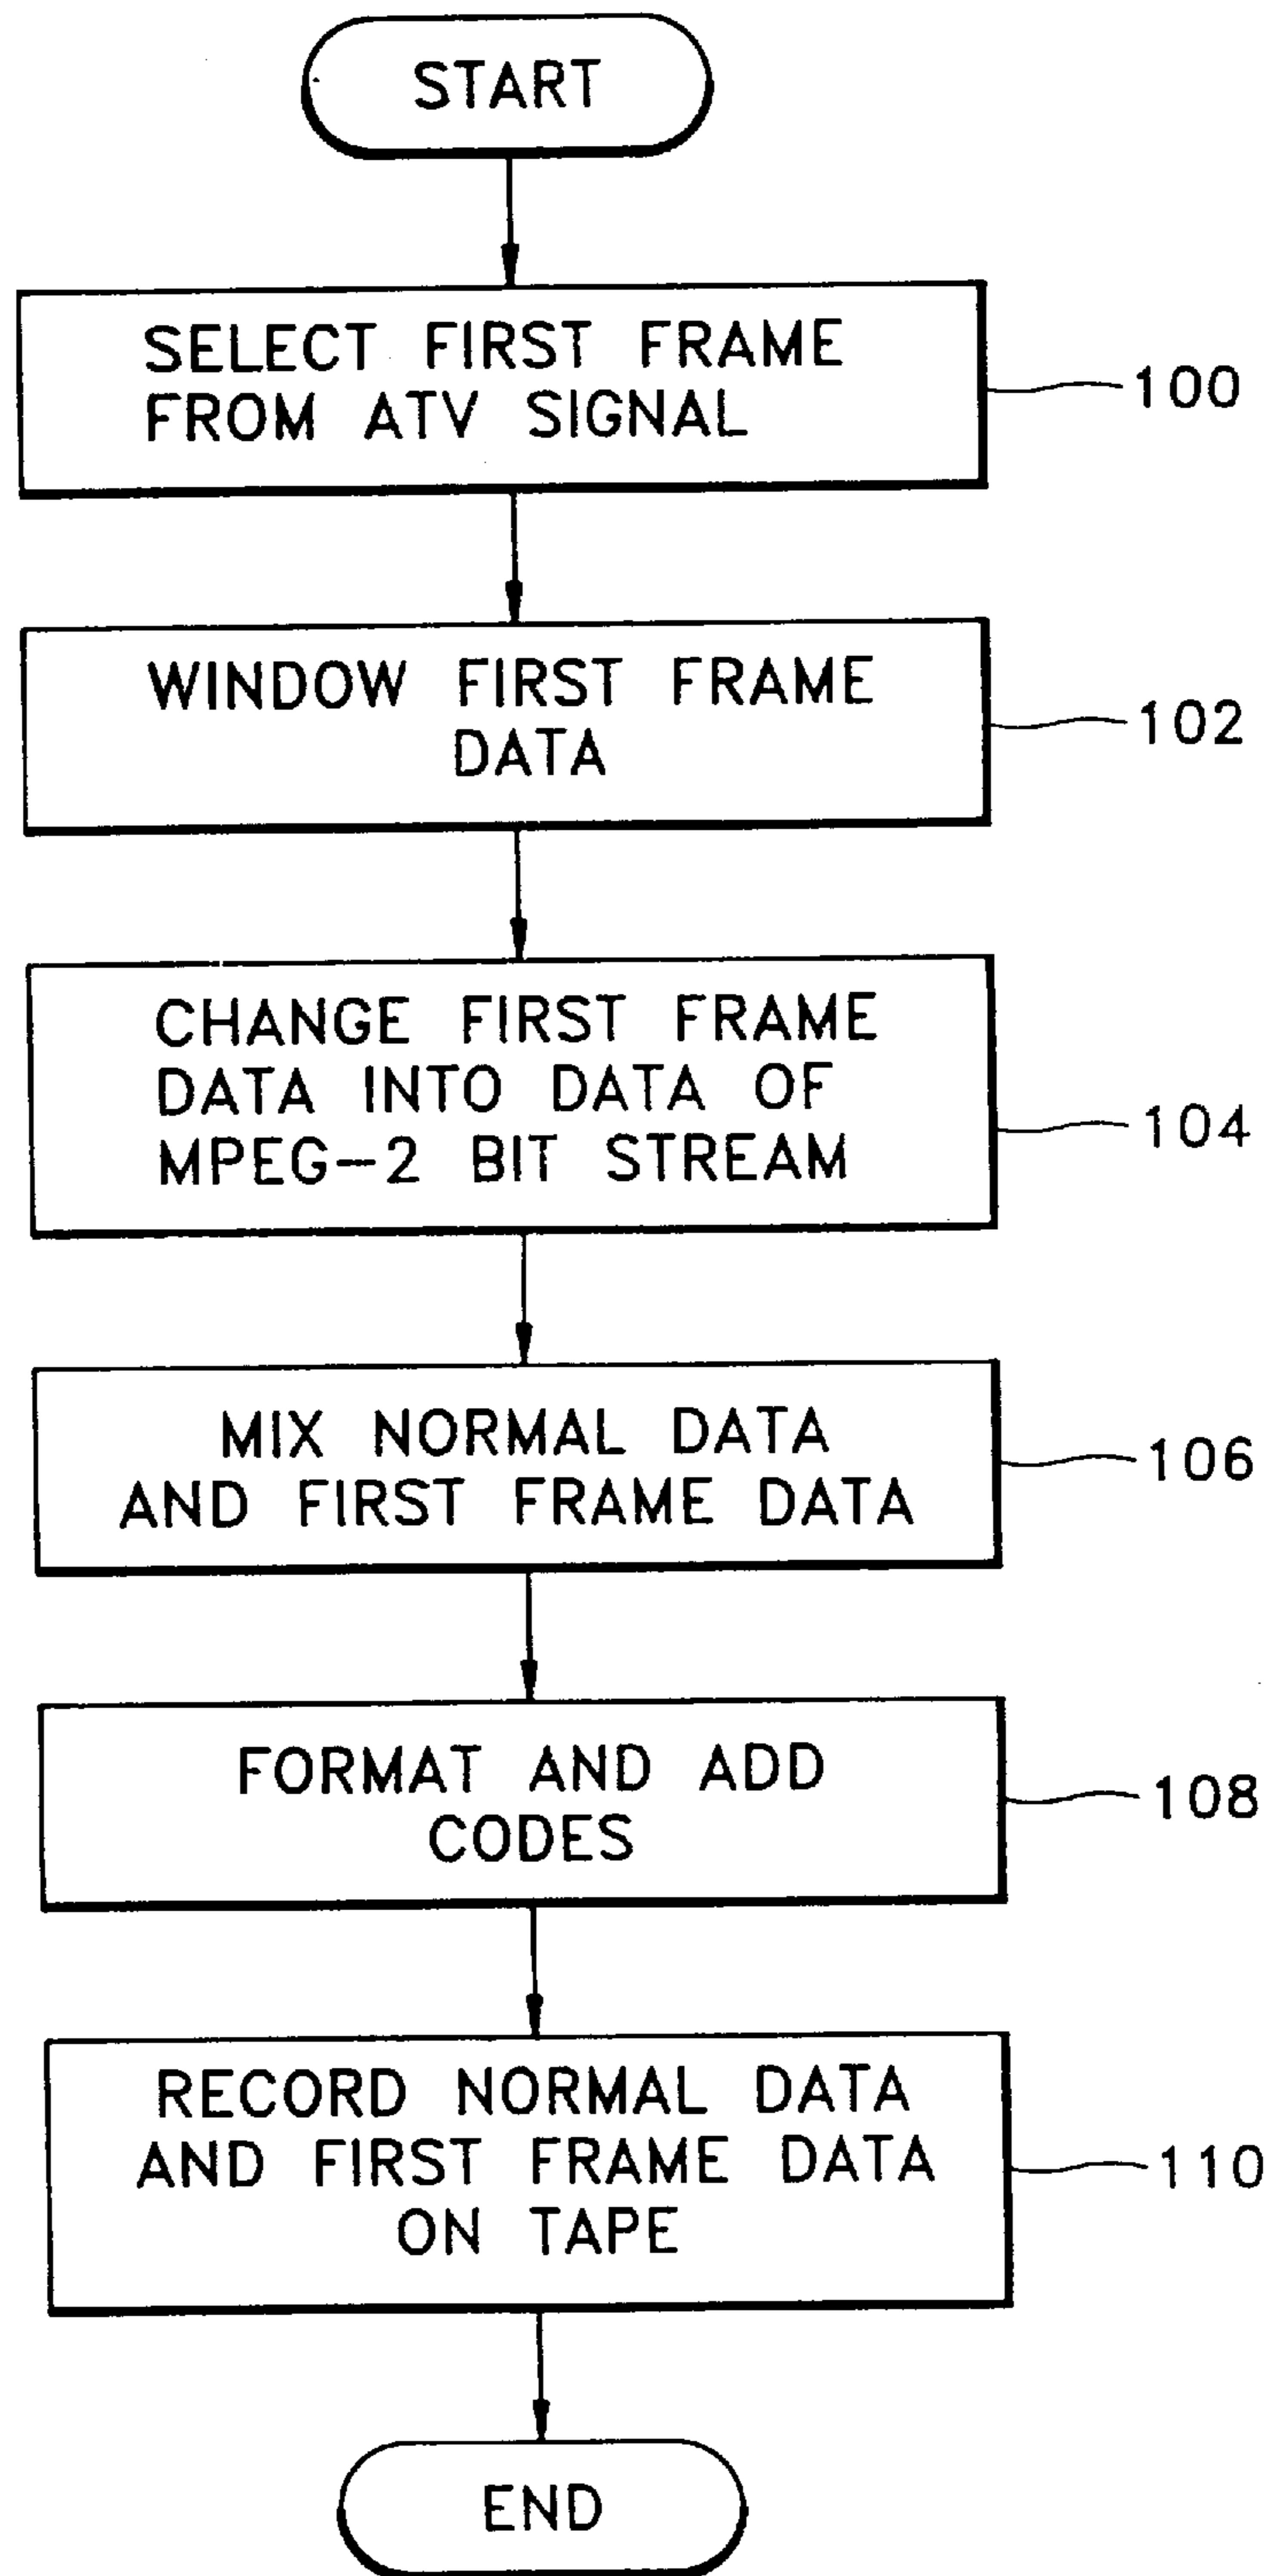 START
SELECT FIRST FRAME
FROM ATV SIGNAL
100
WINDOW FIRST FRAME
DATA
102
CHANGE FIRST FRAME
DATA INTO DATA OF
MPEG-2 BIT STREAM
104
MIX NORMAL DATA
AND FIRST FRAME DATA
106
FORMAT AND ADD
CODES
108
RECORD NORMAL DATA
AND FIRST FRAME DATA
ON TAPE
110
END